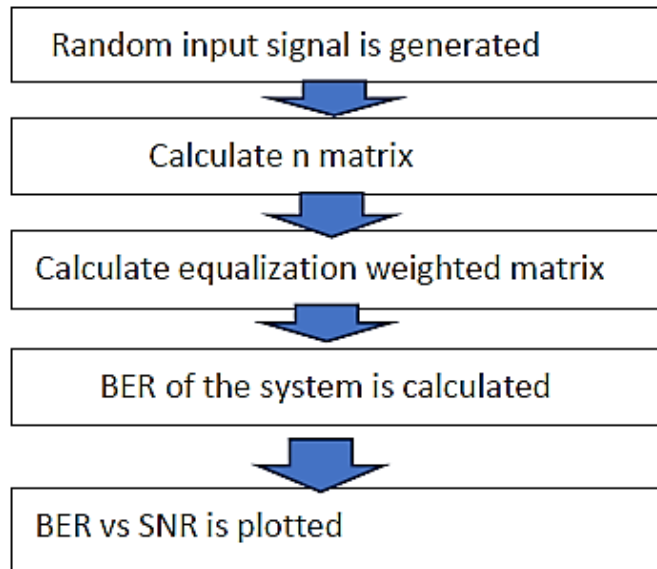 Random input signal is generated
Calculate n matrix
Calculate equalization weighted matrix
BER of the system is calculated
BER vs SNR is plotted